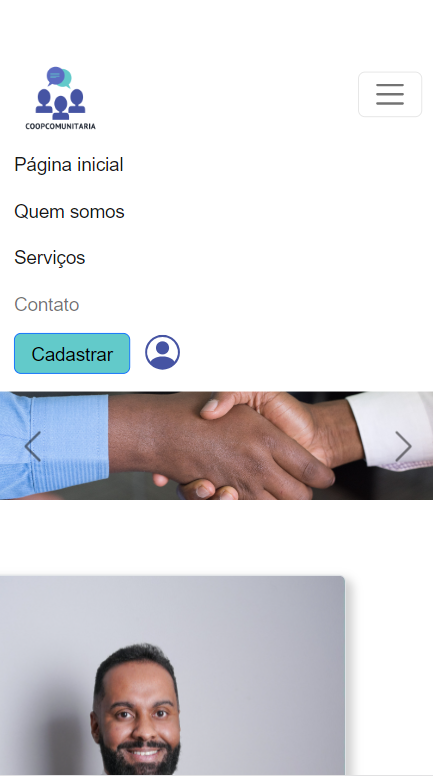 COOPCOMUNITARIA
Página inicial
Quem somos
Serviços
Contato
Cadastrar